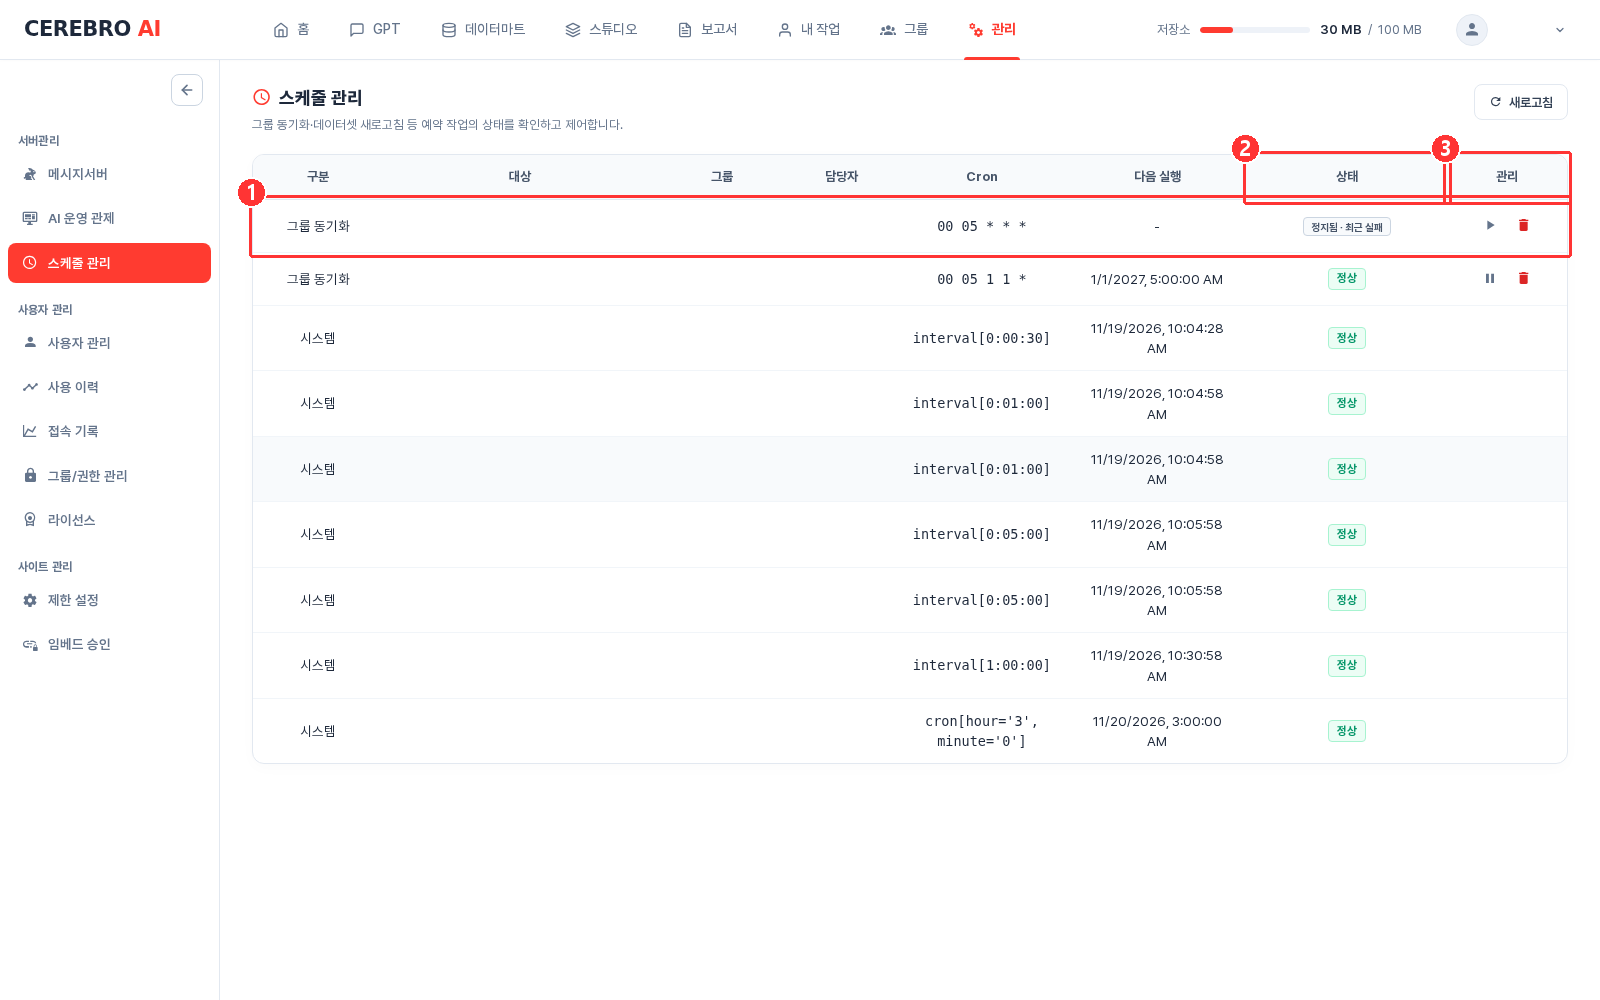 CEREBRO AI
홈
GPT
데이터마트
스튜디오
보고서
내 작업
그룹
관리
저장소
30 MB / 100 MB
서버관리
메시지서버
AI 운영 관제
스케줄 관리
사용자 관리
사용자 관리
사용 이력
접속 기록
그룹/권한 관리
라이선스
사이트 관리
제한 설정
임베드 승인
스케줄 관리
그룹 동기화·데이터셋 새로고침 등 예약 작업의 상태를 확인하고 제어합니다.
새로고침
1
2
3
구분 대상 그룹 담당자 Cron 다음 실행 상태 관리
그룹 동기화 00 05 * * * - 정지됨 · 최근 실패
그룹 동기화 00 05 1 1 * 1/1/2027, 5:00:00 AM 정상
시스템 interval[0:00:30] 11/19/2026, 10:04:28 정상
AM
시스템 interval[0:01:00] 11/19/2026, 10:04:58 정상
AM
시스템 interval[0:01:00] 11/19/2026, 10:04:58 정상
AM
시스템 interval[0:05:00] 11/19/2026, 10:05:58 정상
AM
시스템 interval[0:05:00] 11/19/2026, 10:05:58 정상
AM
시스템 interval[1:00:00] 11/19/2026, 10:30:58 정상
AM
시스템 cron[hour='3', 11/20/2026, 3:00:00 정상
minute='0'] AM